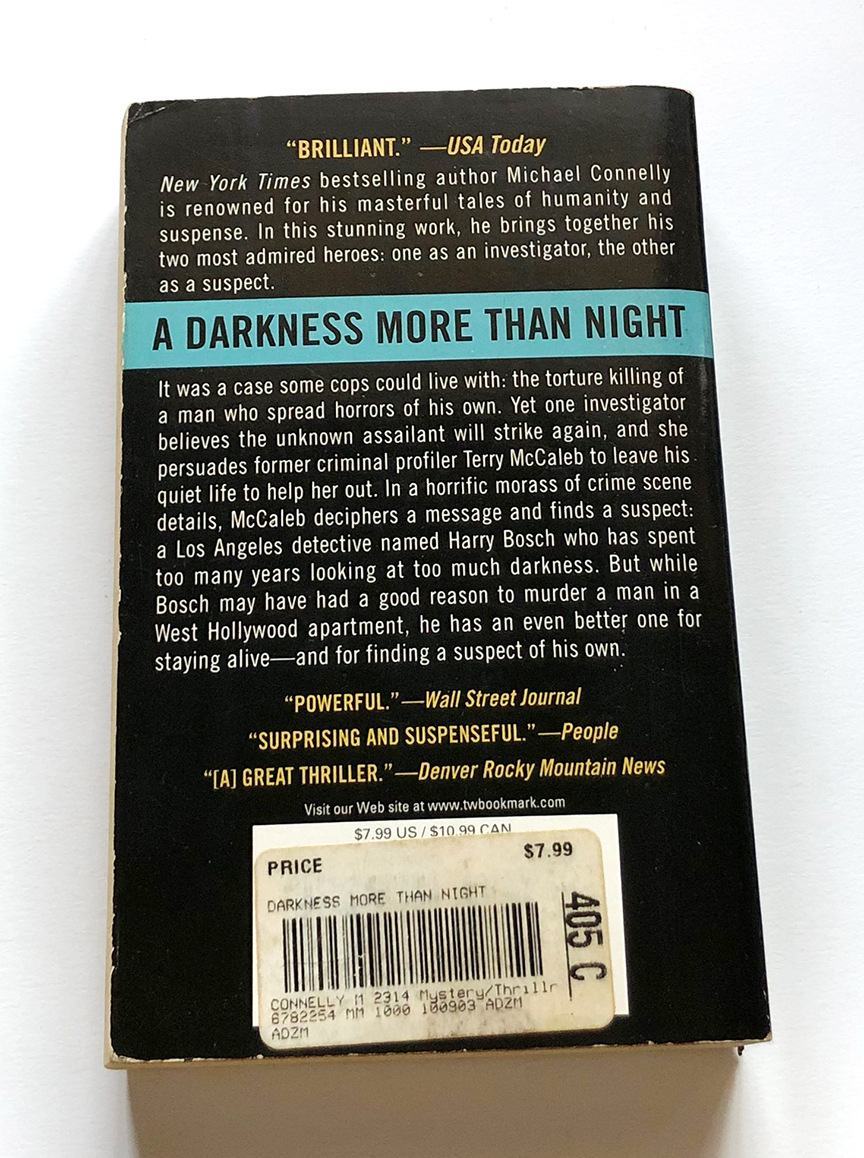 “BRILLIANT.” —USA Today
New York Times bestselling author Michael Connelly
is renowned for his masterful tales of humanity and
suspense. In this stunning work, he brings together his
two most admired heroes: one as an investigator, the other
as a suspect.
A DARKNESS MORE THAN NIGHT
It was a case some cops could live with: the torture killing of
a man who spread horrors of his own. Yet one investigator
believes the unknown assailant will strike again, and she
persuades former criminal profiler Terry McCaleb to leave his
quiet life to help her out. In a horrific morass of crime scene
details, McCaleb deciphers a message and finds a suspect:
a Los Angeles detective named Harry Bosch who has spent
too many years looking at too much darkness. But while
Bosch may have had a good reason to murder a man in a
West Hollywood apartment, he has an even better one for
staying alive—and for finding a suspect of his own.
“POWERFUL.”—Wall Street Journal
“SURPRISING AND SUSPENSEFUL.”—People
“[A] GREAT THRILLER.”—Denver Rocky Mountain News
Visit our Web site at www.twbookmark.com
$7.99 US / $10.99 CAN
PRICE $7.99
DARKNESS MORE THAN NIGHT
405 C
CONNELLY M 2314 Mystery/Thrillr
6782254 MM 1000 100903 ADZM
ADZM